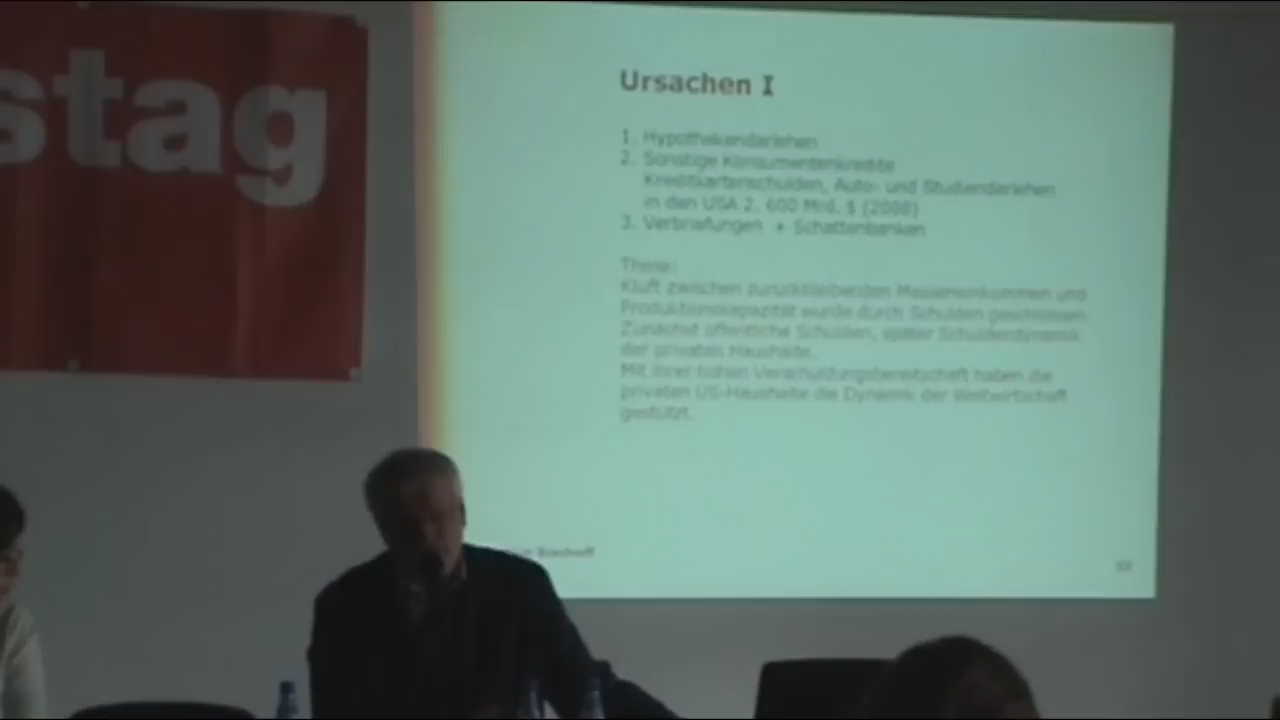 stag
Ursachen I
1. Hypothekendarlehen
2. Sonstige Konsumentenkredite
Kreditkartenschulden, Auto- und Studiendarlehen
in den USA 2. 600 Mrd. $ (2008)
3. Verbriefungen + Schattenbanken
These:
Kluft zwischen zurückbleibenden Masseneinkommen und
Produktionskapazität wurde durch Schulden geschlossen.
Zunächst öffentliche Schulden, später Schuldendynamik
der privaten Haushalte.
Mit ihrer hohen Verschuldungsbereitschaft haben die
privaten US-Haushalte die Dynamik der Weltwirtschaft
gestützt.
Bischoff